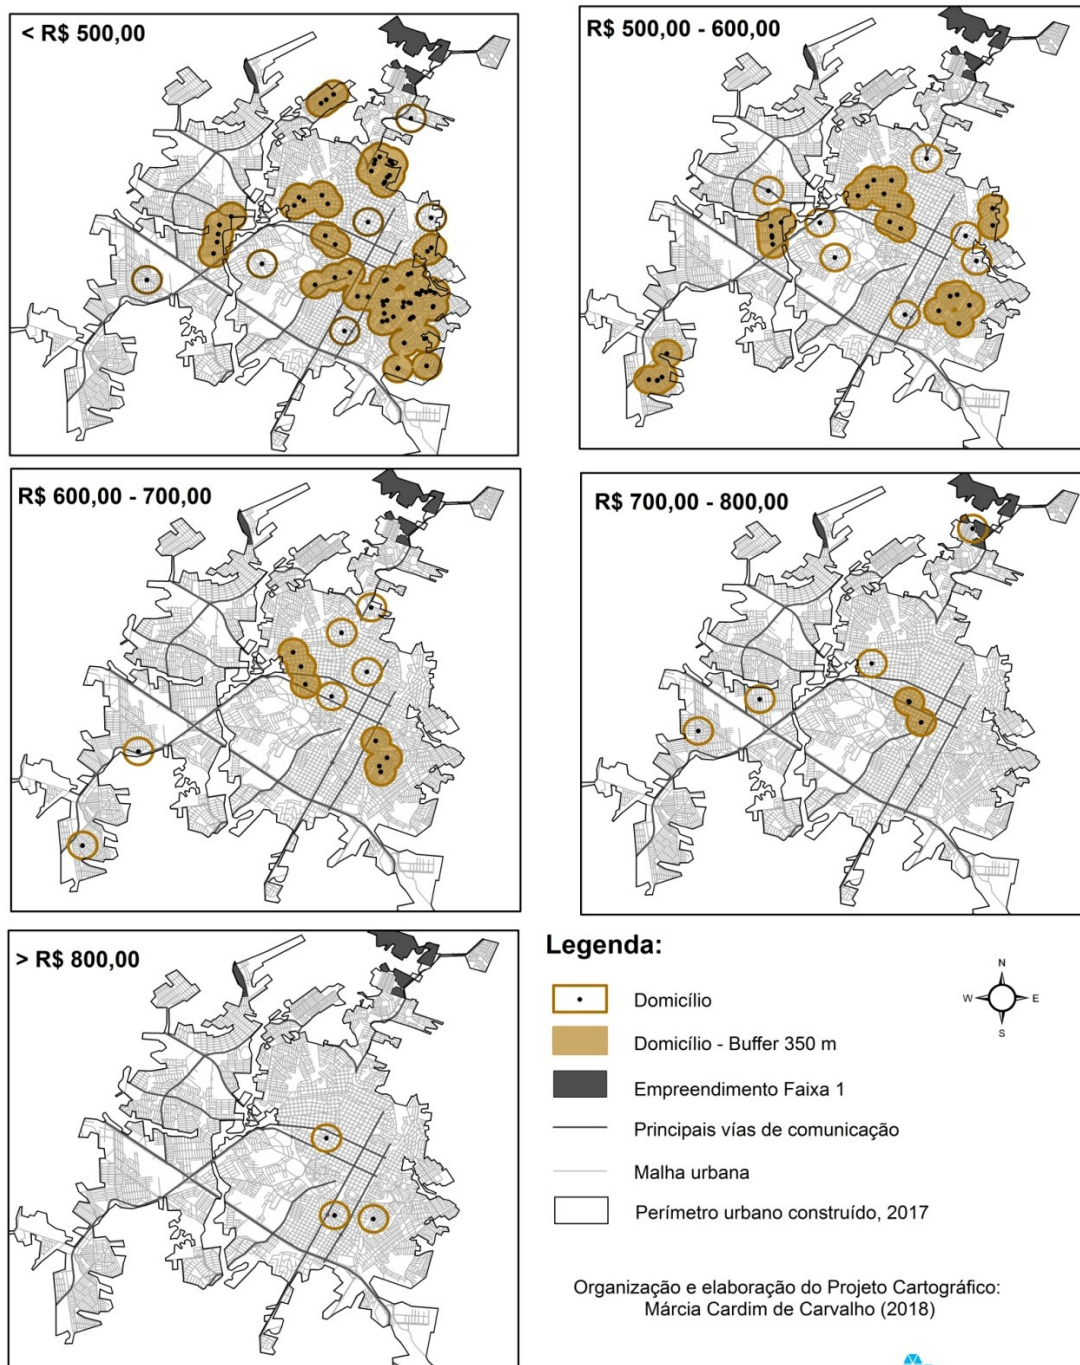 < R$ 500,00
R$ 500,00 - 600,00
R$ 600,00 - 700,00
R$ 700,00 - 800,00
> R$ 800,00
Legenda:
Domicílio
Domicílio - Buffer 350 m
Empreendimento Faixa 1
Principais vías de comunicação
Malha urbana
Perímetro urbano construído, 2017
N
W
E
S
Organização e elaboração do Projeto Cartográfico:
Márcia Cardim de Carvalho (2018)